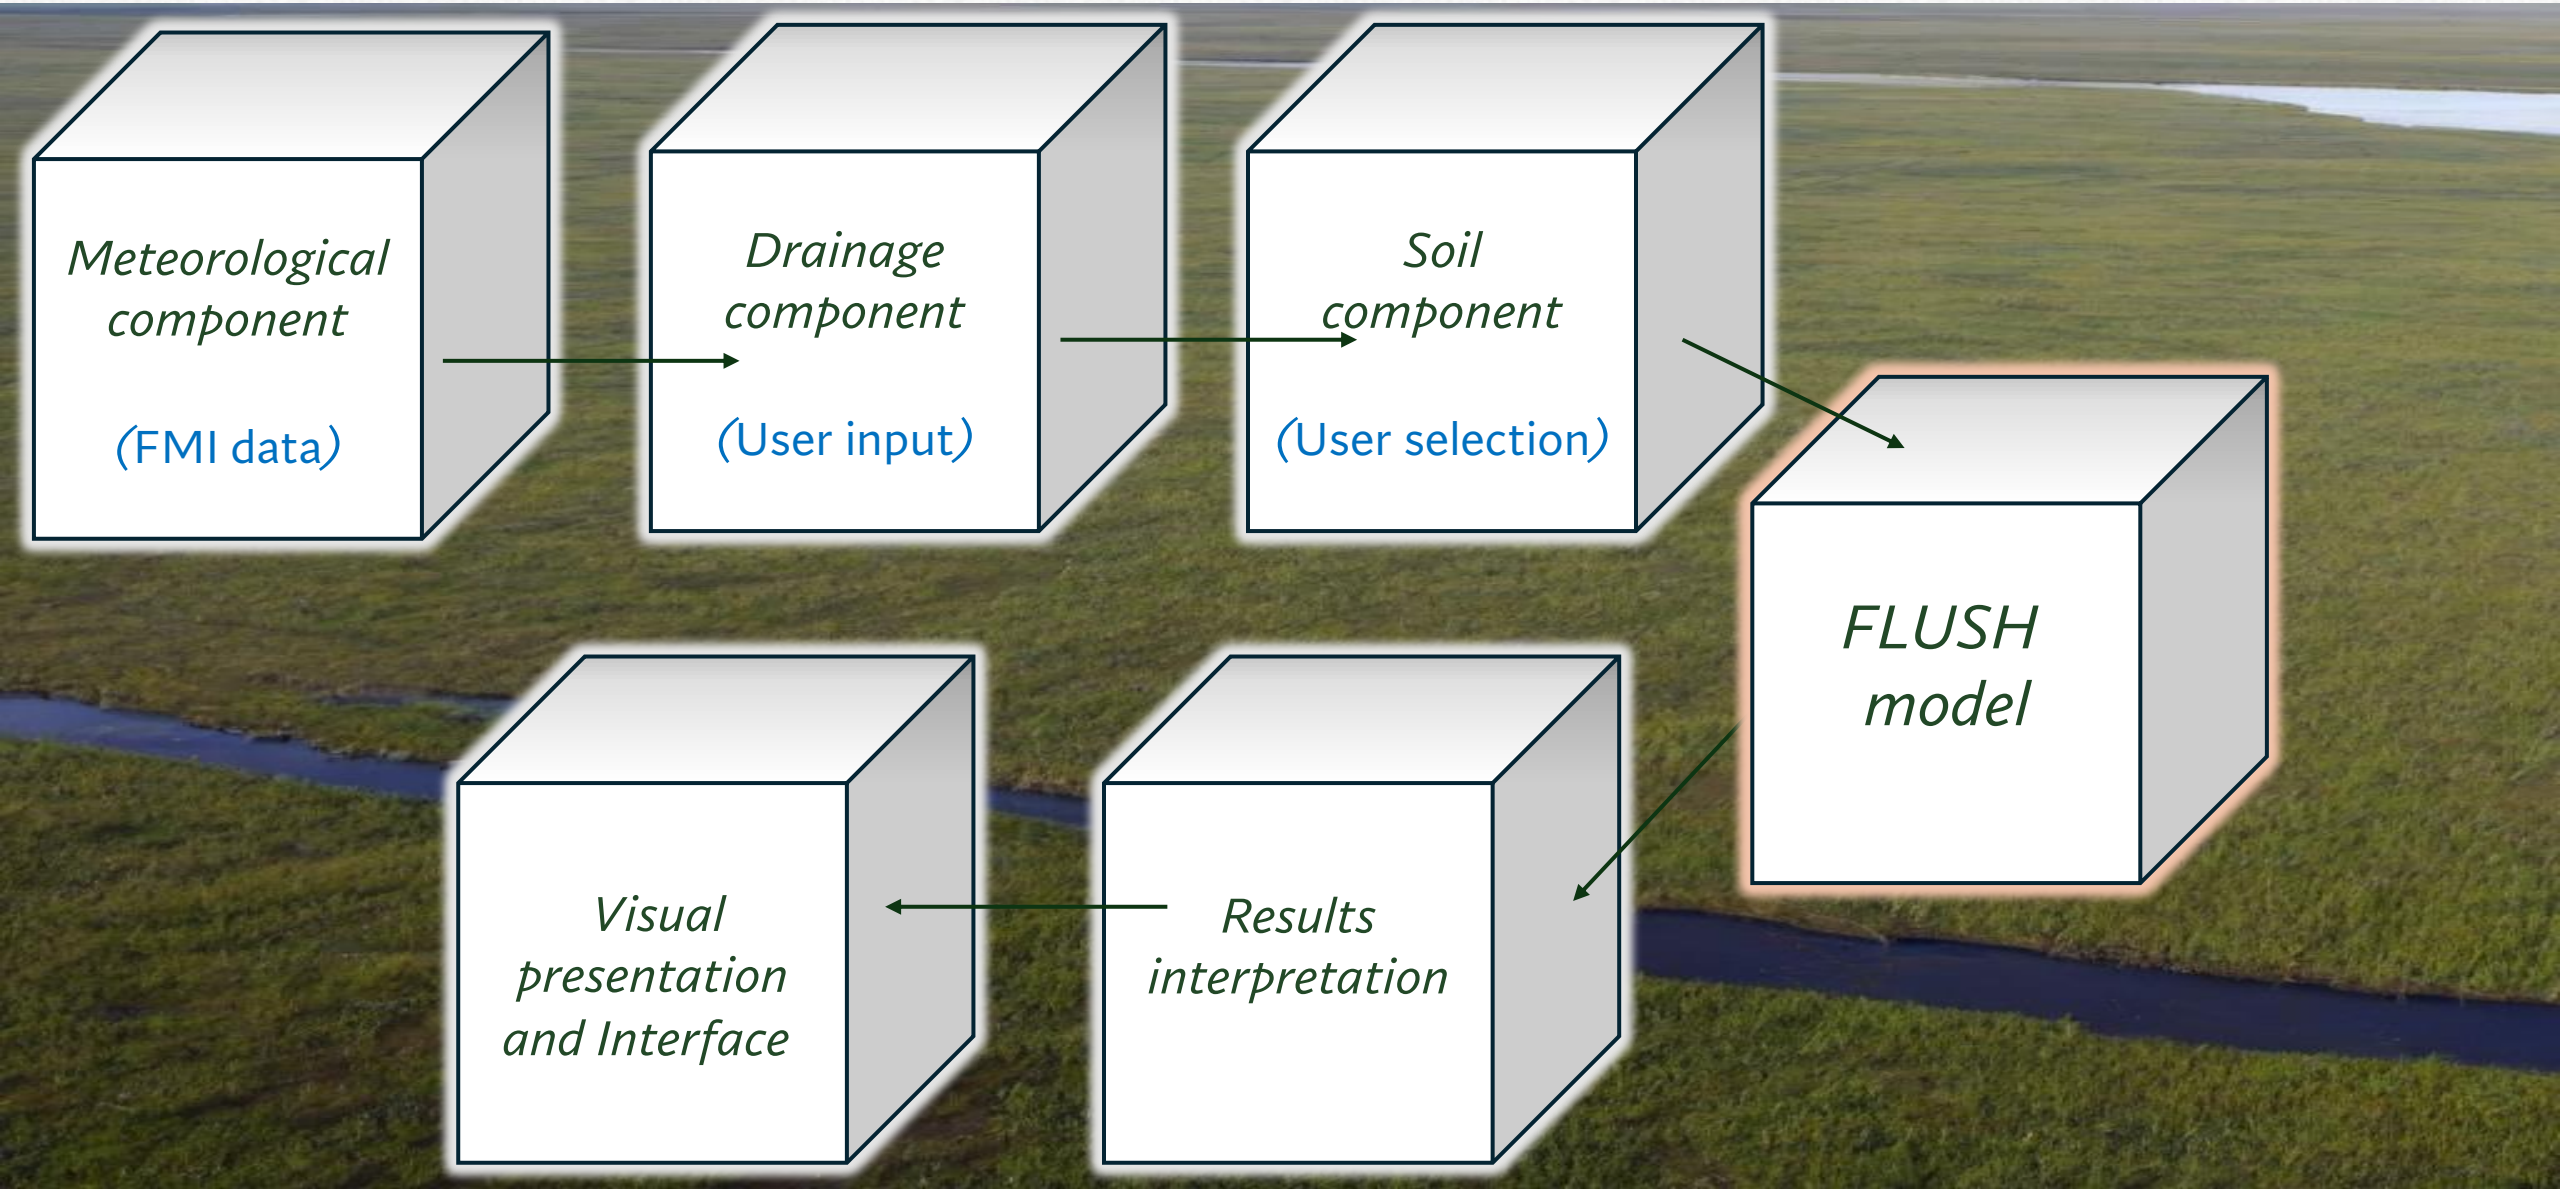 Meteorological
component
(FMI data)
Drainage
component
(User input)
Soil
component
(User selection)
FLUSH
model
Visual
presentation
and Interface
Results
interpretation